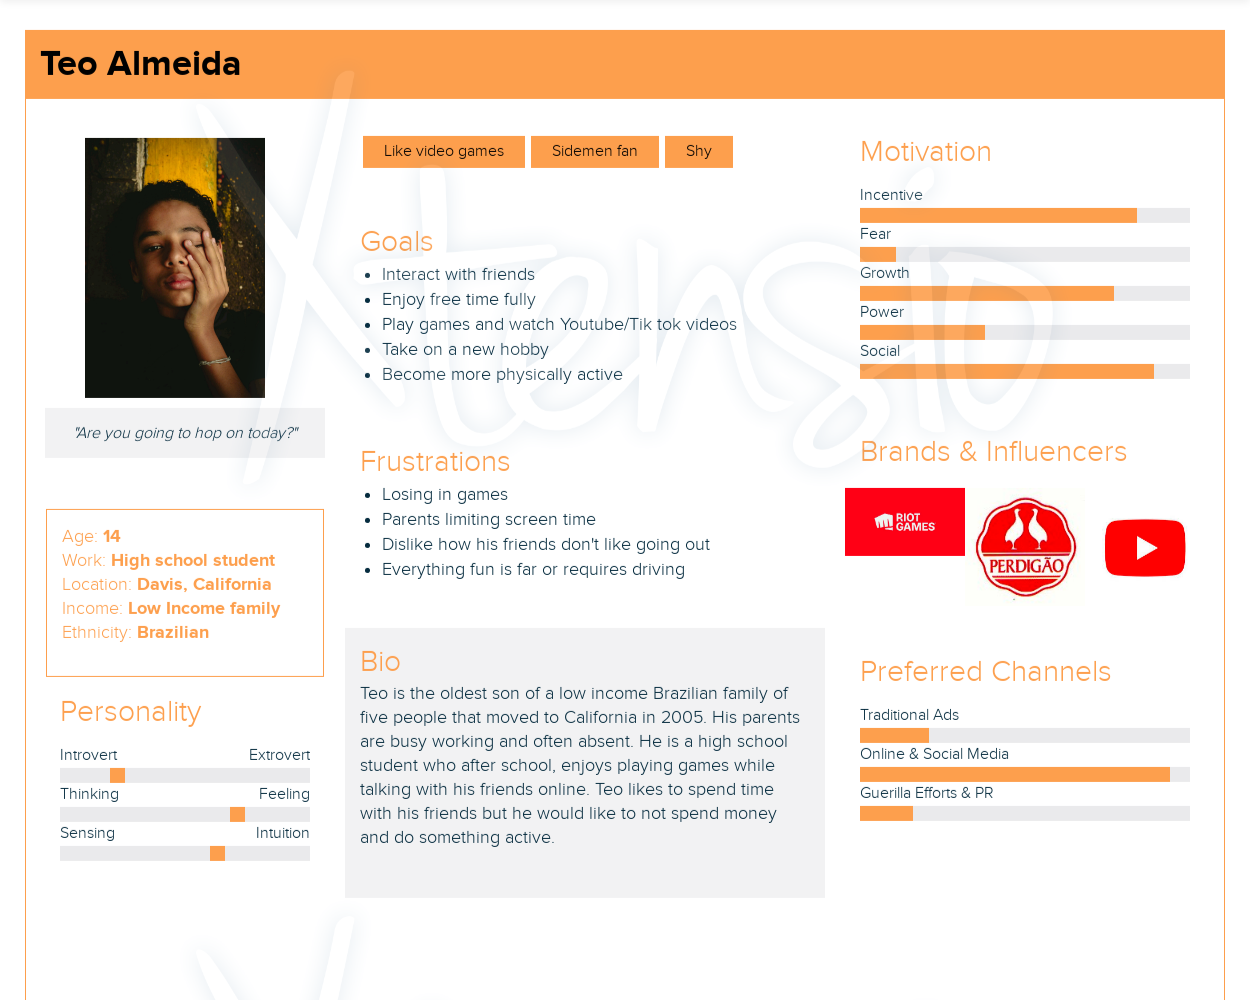 Teo Almeida
"Are you going to hop on today?"
Age: 14
Work: High school student
Location: Davis, California
Income: Low Income family
Ethnicity: Brazilian
Personality
Introvert Extrovert
Thinking Feeling
Sensing Intuition
Like video games Sidemen fan Shy
Goals
Interact with friends
Enjoy free time fully
Play games and watch Youtube/Tik tok videos
Take on a new hobby
Become more physically active
Frustrations
Losing in games
Parents limiting screen time
Dislike how his friends don't like going out
Everything fun is far or requires driving
Bio
Teo is the oldest son of a low income Brazilian family of
five people that moved to California in 2005. His parents
are busy working and often absent. He is a high school
student who after school, enjoys playing games while
talking with his friends online. Teo likes to spend time
with his friends but he would like to not spend money
and do something active.
Motivation
Incentive
Fear
Growth
Power
Social
Brands & Influencers
RIOT
GAMES
PERDIGÃO
Preferred Channels
Traditional Ads
Online & Social Media
Guerilla Efforts & PR
Xtensio